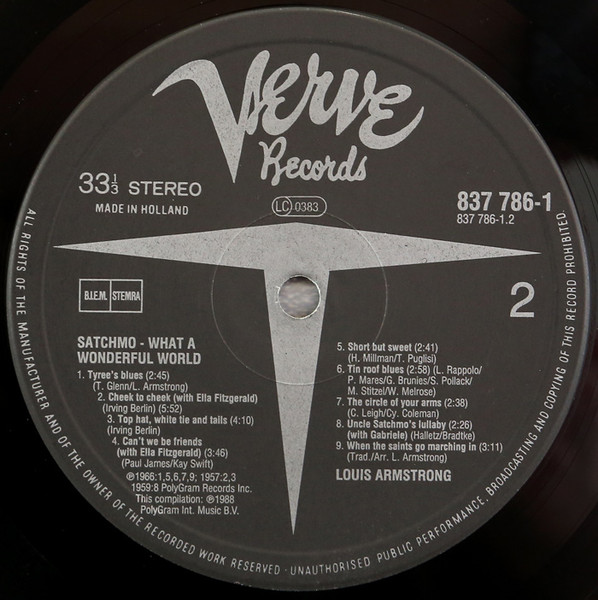 Verve
Records
33 1/3 STEREO
MADE IN HOLLAND
LC 0383
837 786-1
837 786-1.2
B.I.E.M. STEMRA
2
SATCHMO - WHAT A
WONDERFUL WORLD
1. Tyree's blues (2:45)
(T. Glenn/L. Armstrong)
2. Cheek to cheek (with Ella Fitzgerald)
(Irving Berlin) (5:52)
3. Top hat, white tie and tails (4:10)
(Irving Berlin)
4. Can't we be friends
(with Ella Fitzgerald) (3:46)
(Paul James/Kay Swift)
℗1966:1,5,6,7,9; 1957:2,3
1959:8 PolyGram Records Inc.
This compilation: ℗1988
PolyGram Int. Music B.V.
5. Short but sweet (2:41)
(H. Millman/T. Puglisi)
6. Tin roof blues (2:58) (L. Rappolo/
P. Mares/G. Brunies/S. Pollack/
M. Stitzel/W. Melrose)
7. The circle of your arms (2:38)
(C. Leigh/Cy. Coleman)
8. Uncle Satchmo's lullaby (2:26)
(with Gabriele) (Halletz/Bradtke)
9. When the saints go marching in (3:11)
(Trad./Arr. L. Armstrong)
LOUIS ARMSTRONG
ALL RIGHTS OF THE MANUFACTURER AND OF THE OWNER OF THE RECORDED WORK RESERVED - UNAUTHORISED PUBLIC PERFORMANCE, BROADCASTING AND COPYING OF THIS RECORD PROHIBITED.